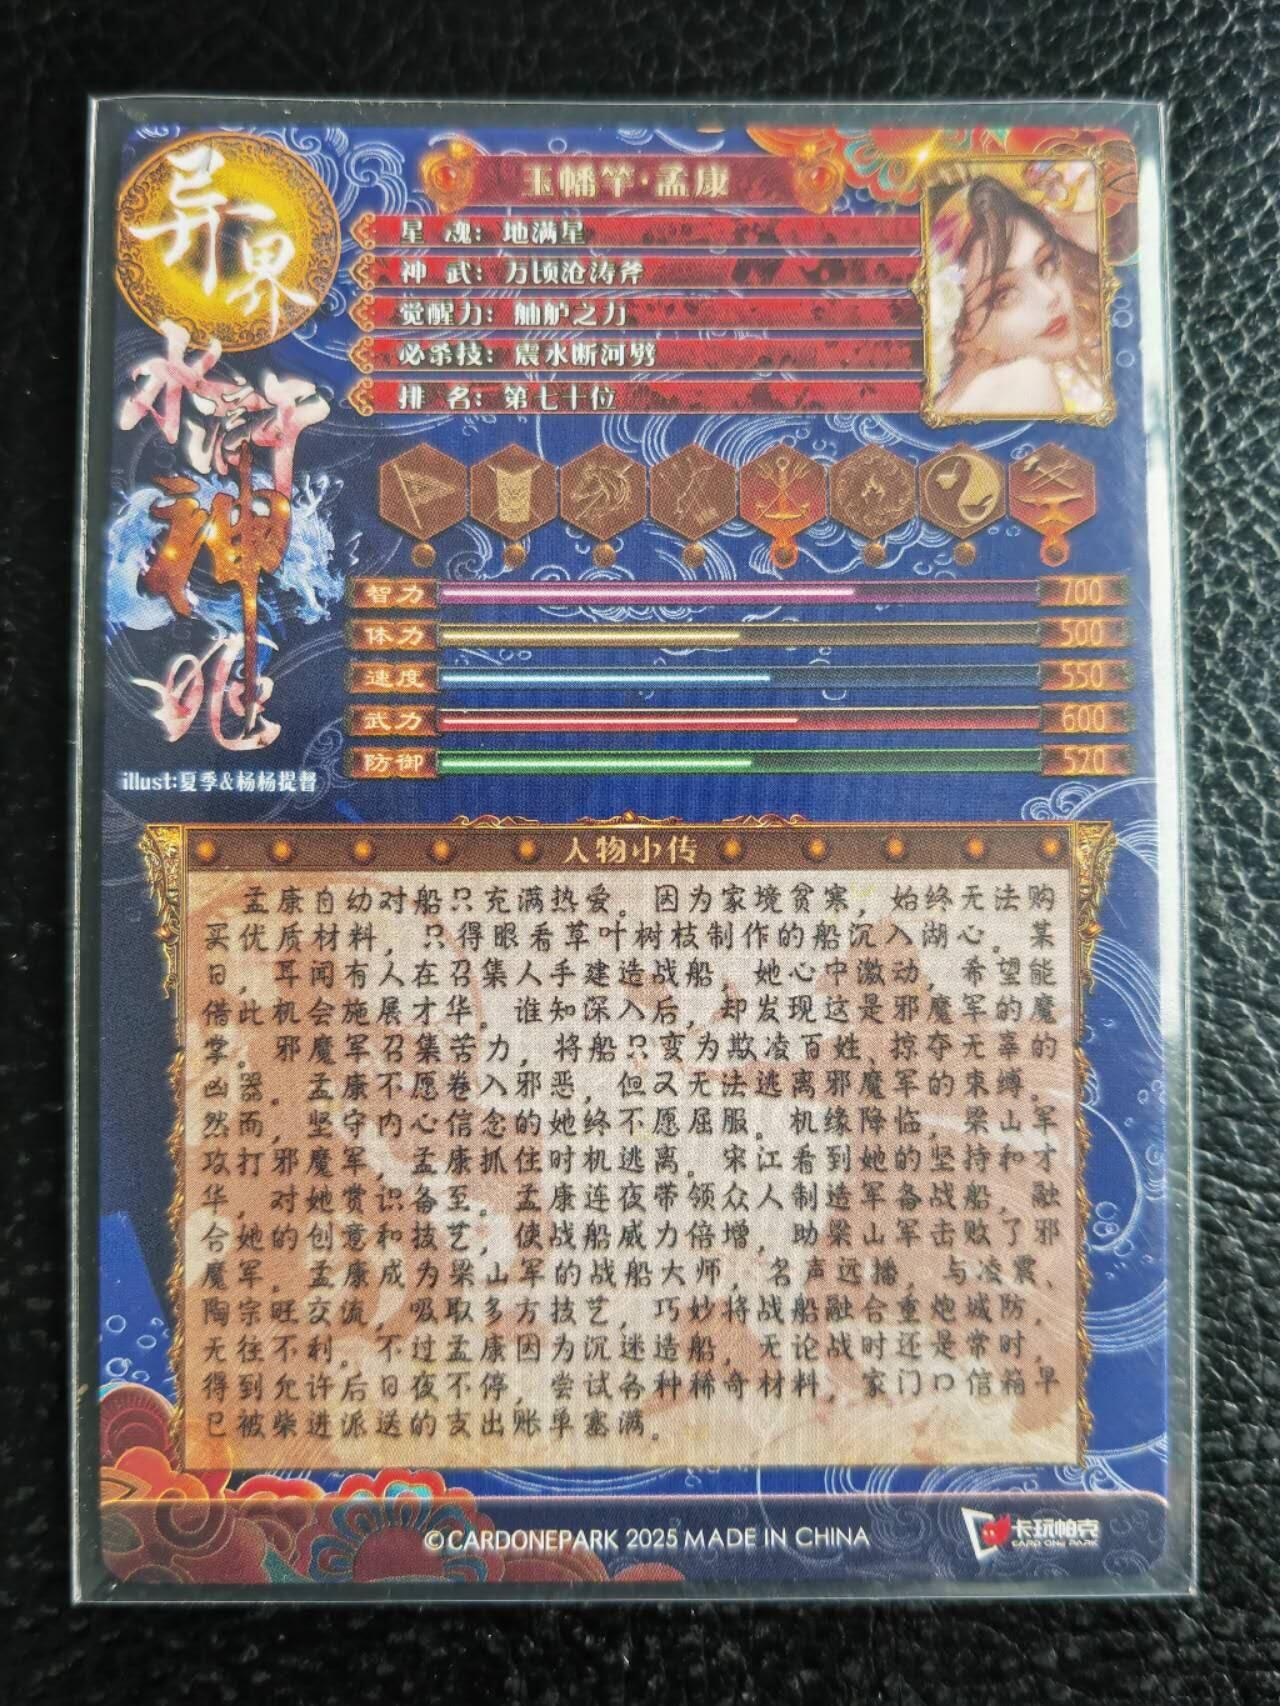 异界
水浒神姬
illust:夏季&杨杨提督
玉幡竿·孟康
星 魂：地满星
神 武：万顷沧涛斧
觉醒力：舳舻之力
必杀技：震水断河劈
排 名：第七十位
智力 700
体力 500
速度 550
武力 600
防御 520
人物小传
孟康自幼对船只充满热爱。因为家境贫寒，始终无法购
买优质材料，只得眼看草叶树枝制作的船沉入湖心。某
日，耳闻有人在召集人手建造战船，她心中激动，希望能
借此机会施展才华。谁知深入后，却发现这是邪魔军的魔
掌。邪魔军召集苦力，将船只变为欺凌百姓、掠夺无辜的
凶器。孟康不愿卷入邪恶，但又无法逃离邪魔军的束缚。
然而，坚守内心信念的她终不愿屈服。机缘降临，梁山军
攻打邪魔军，孟康抓住时机逃离。宋江看到她的坚持和才
华，对她赏识备至。孟康连夜带领众人制造军备战船，融
合她的创意和技艺，使战船威力倍增，助梁山军击败了邪
魔军。孟康成为梁山军的战船大师，名声远播，与凌震、
陶宗旺交流，吸取多方技艺，巧妙将战船融合重炮城防，
无往不利。不过孟康因为沉迷造船，无论战时还是常时，
得到允许后日夜不停，尝试各种稀奇材料，家门口信箱早
已被柴进派送的支出账单塞满。
©CARDONEPARK 2025 MADE IN CHINA
卡玩帕克
CARD ONE PARK